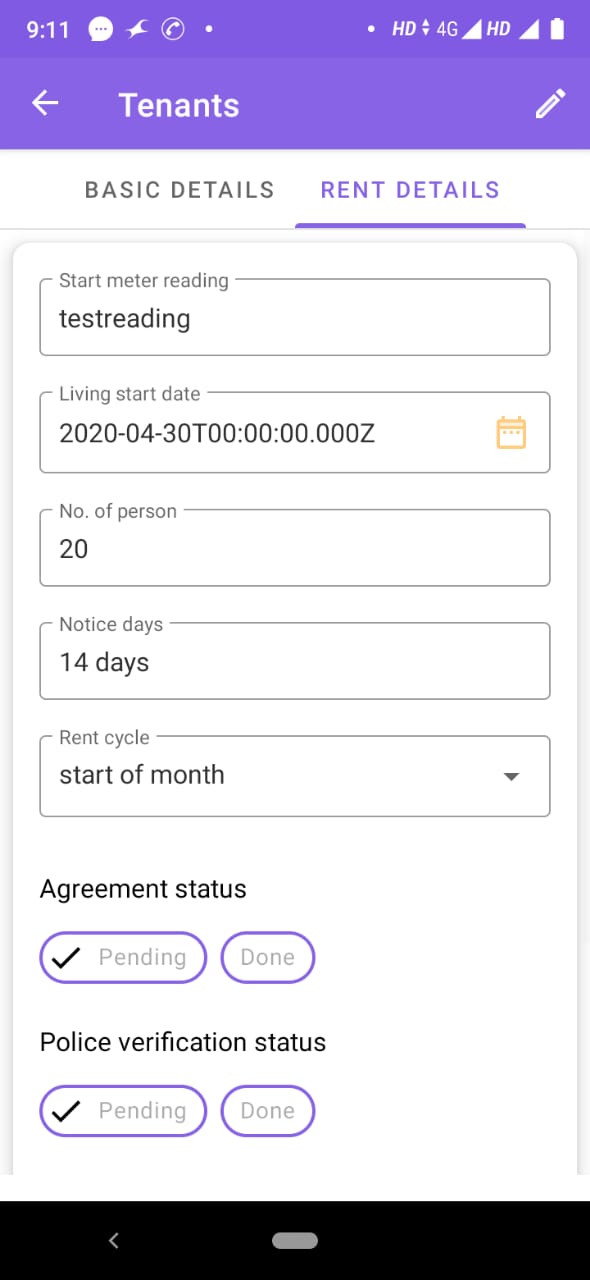 9:11 HD 4G HD
Tenants
BASIC DETAILS RENT DETAILS
Start meter reading
testreading
Living start date
2020-04-30T00:00:00.000Z
No. of person
20
Notice days
14 days
Rent cycle
start of month
Agreement status
Pending Done
Police verification status
Pending Done